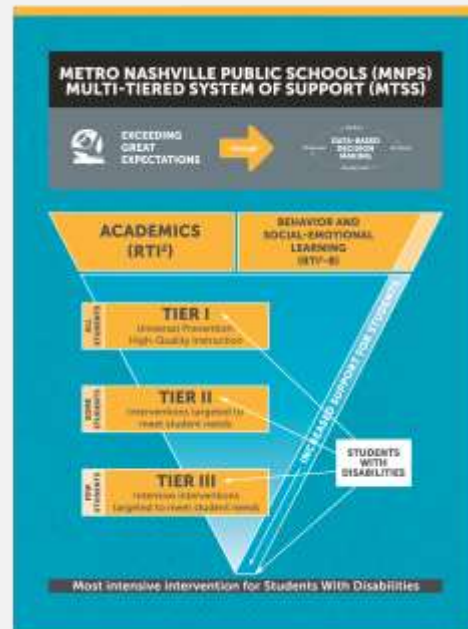 METRO NASHVILLE PUBLIC SCHOOLS (MNPS)
MULTI-TIERED SYSTEM OF SUPPORT (MTSS)
EXCEEDING
GREAT
EXPECTATIONS
DATA-BASED
DECISION
MAKING
ACADEMICS
(RTI²)
BEHAVIOR AND
SOCIAL-EMOTIONAL
LEARNING
(RTI²-B)
ALL
STUDENTS
TIER I
Universal Prevention
High-Quality Instruction
SOME
STUDENTS
TIER II
Interventions targeted to
meet student needs
FEW
STUDENTS
TIER III
Intensive interventions
targeted to meet student needs
INCREASED SUPPORT FOR STUDENTS
STUDENTS
WITH
DISABILITIES
Most intensive intervention for Students With Disabilities